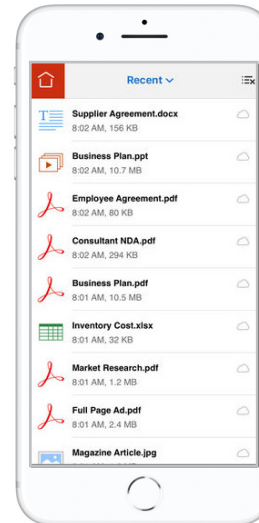 Recent
Supplier Agreement.docx
8:02 AM, 156 KB
Business Plan.ppt
8:02 AM, 10.7 MB
Employee Agreement.pdf
8:02 AM, 80 KB
Consultant NDA.pdf
8:02 AM, 294 KB
Business Plan.pdf
8:01 AM, 10.5 MB
Inventory Cost.xlsx
8:01 AM, 32 KB
Market Research.pdf
8:01 AM, 1.2 MB
Full Page Ad.pdf
8:01 AM, 2.4 MB
Magazine Article.jpg